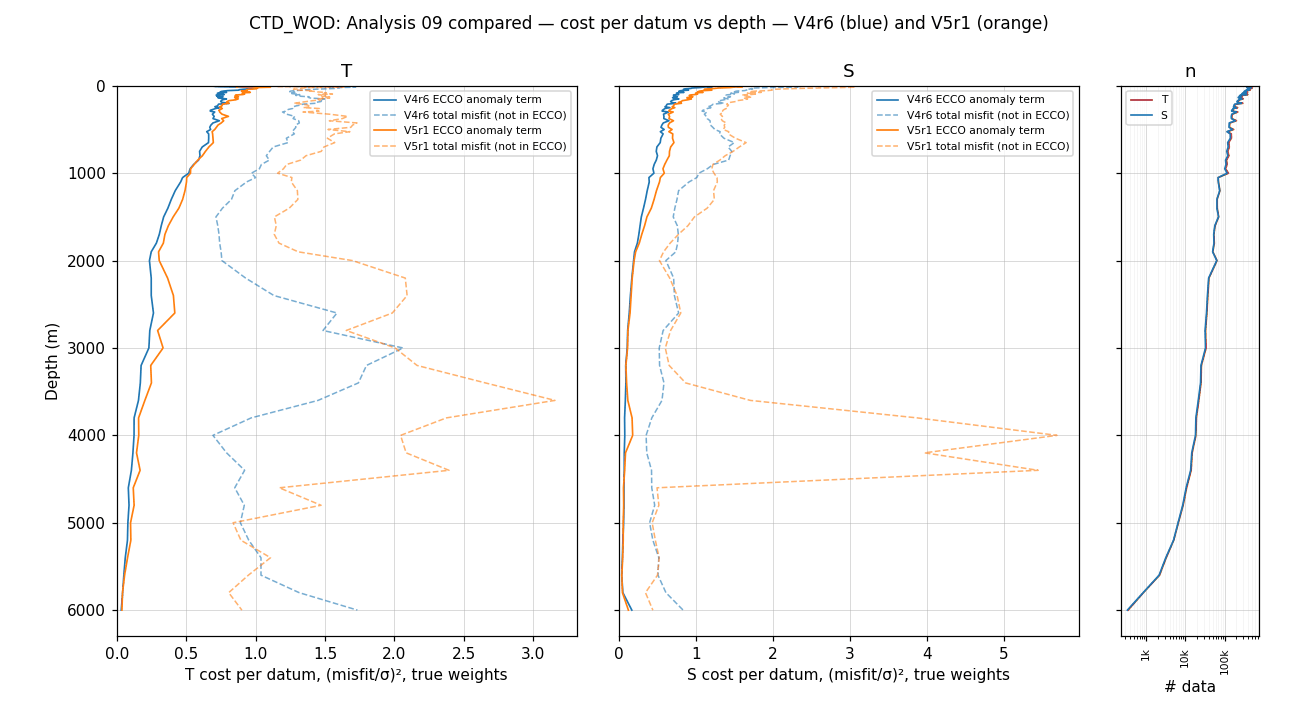 CTD_WOD: Analysis 09 compared — cost per datum vs depth — V4r6 (blue) and V5r1 (orange)
T
V4r6 ECCO anomaly term
V4r6 total misfit (not in ECCO)
V5r1 ECCO anomaly term
V5r1 total misfit (not in ECCO)
0
1000
2000
3000
4000
5000
6000
Depth (m)
0.0 0.5 1.0 1.5 2.0 2.5 3.0
T cost per datum, (misfit/σ)², true weights
S
V4r6 ECCO anomaly term
V4r6 total misfit (not in ECCO)
V5r1 ECCO anomaly term
V5r1 total misfit (not in ECCO)
0 1 2 3 4 5
S cost per datum, (misfit/σ)², true weights
n
T
S
1k 10k 100k
# data